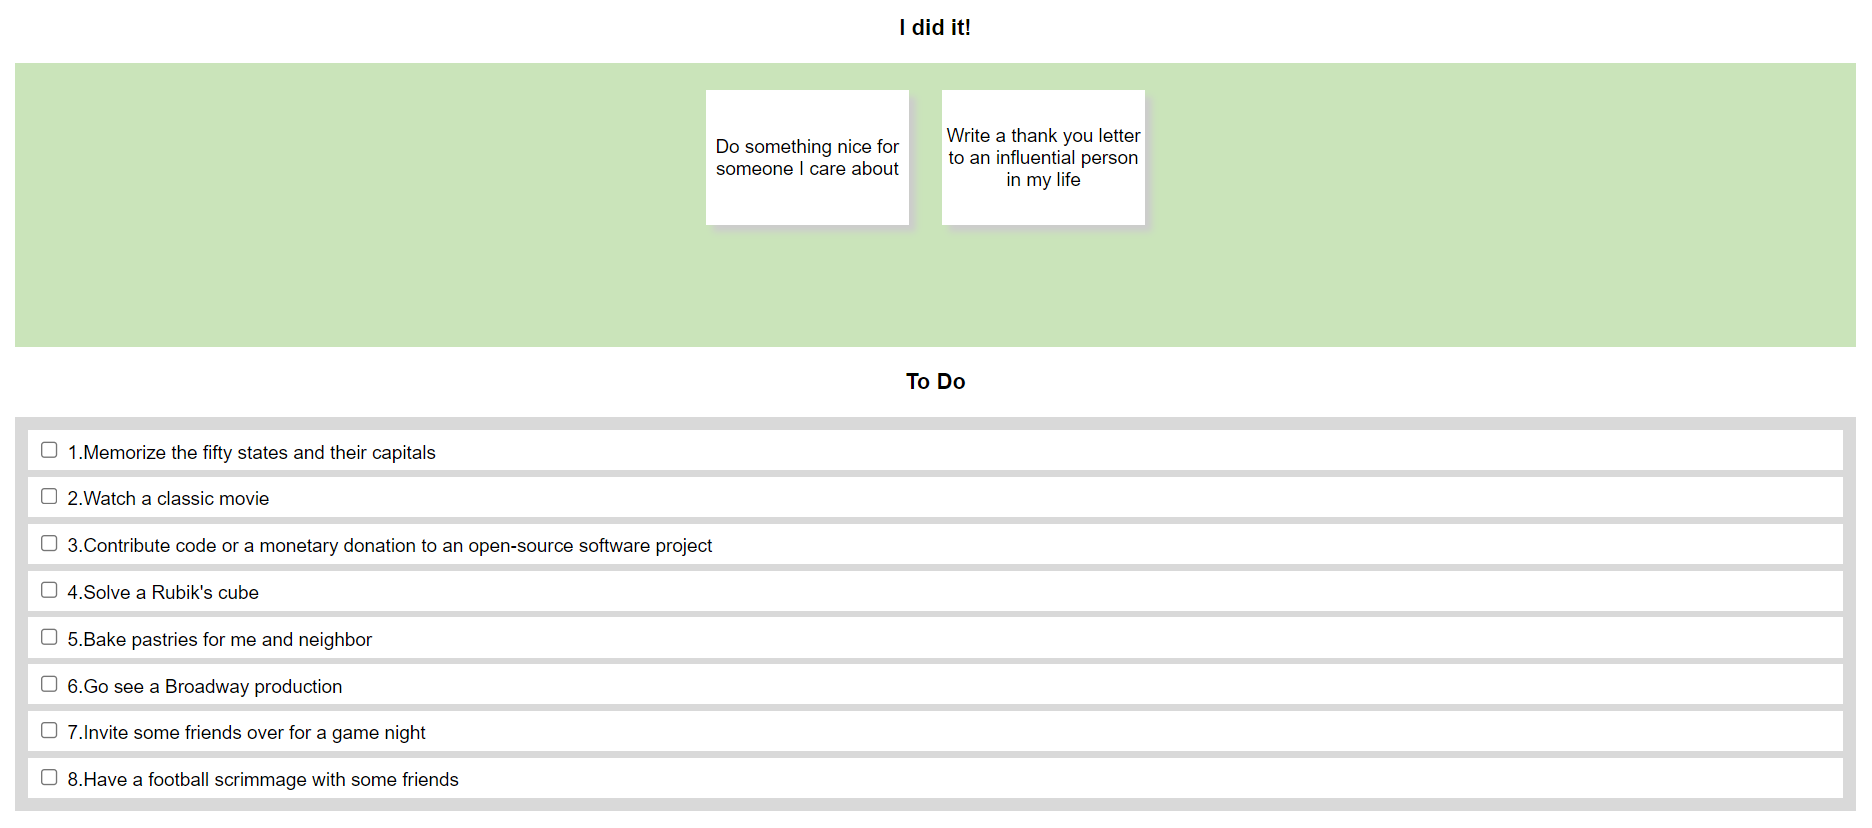 I did it!
Do something nice for
someone I care about
Write a thank you letter
to an influential person
in my life
To Do
1.Memorize the fifty states and their capitals
2.Watch a classic movie
3.Contribute code or a monetary donation to an open-source software project
4.Solve a Rubik's cube
5.Bake pastries for me and neighbor
6.Go see a Broadway production
7.Invite some friends over for a game night
8.Have a football scrimmage with some friends